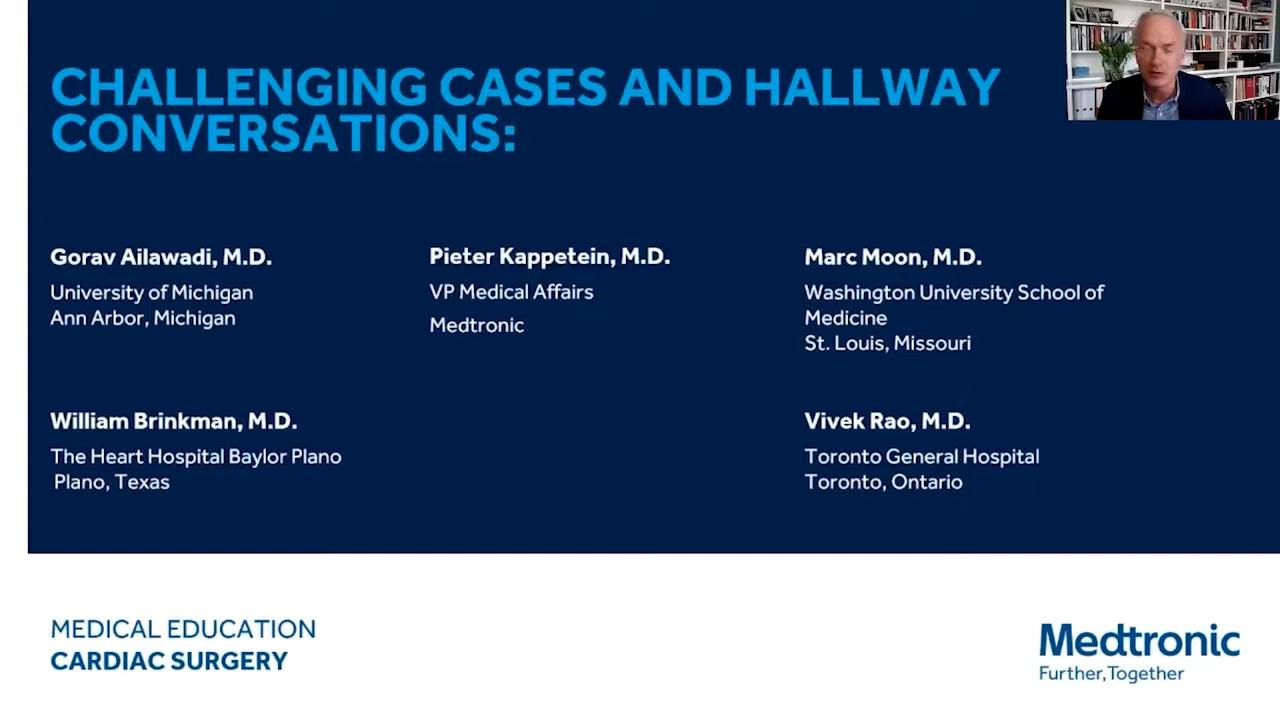 CHALLENGING CASES AND HALLWAY
CONVERSATIONS:
Gorav Ailawadi, M.D.
University of Michigan
Ann Arbor, Michigan
Pieter Kappetein, M.D.
VP Medical Affairs
Medtronic
Marc Moon, M.D.
Washington University School of
Medicine
St. Louis, Missouri
William Brinkman, M.D.
The Heart Hospital Baylor Plano
Plano, Texas
Vivek Rao, M.D.
Toronto General Hospital
Toronto, Ontario
MEDICAL EDUCATION
CARDIAC SURGERY
Medtronic
Further, Together